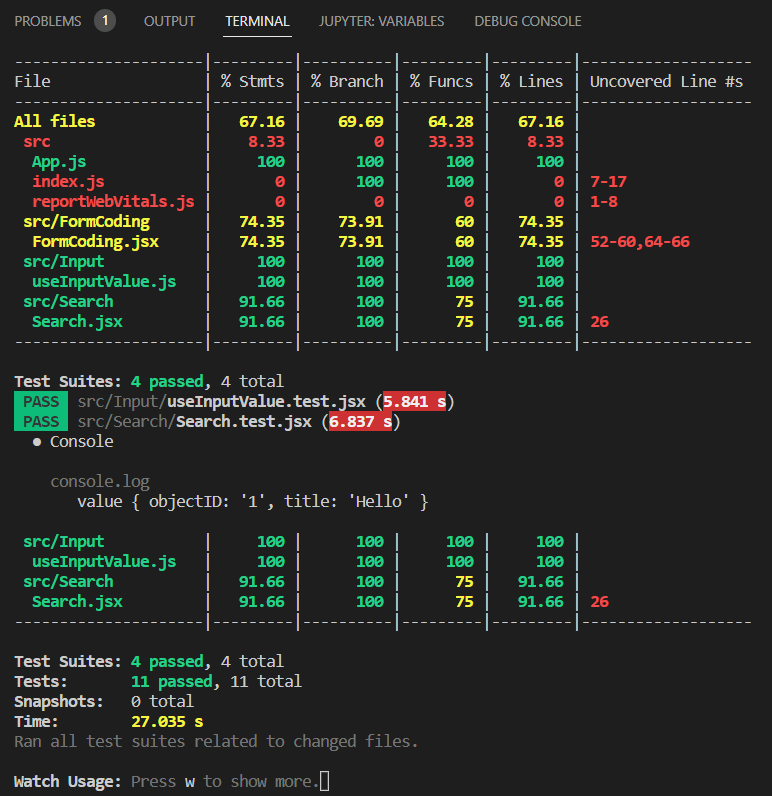 PROBLEMS 1 OUTPUT TERMINAL JUPYTER: VARIABLES DEBUG CONSOLE
---------------------|---------|----------|---------|---------|-------------------
File                 | % Stmts | % Branch | % Funcs | % Lines | Uncovered Line #s
---------------------|---------|----------|---------|---------|-------------------
All files            |   67.16 |    69.69 |   64.28 |   67.16 |
 src                 |    8.33 |        0 |   33.33 |    8.33 |
  App.js             |     100 |      100 |     100 |     100 |
  index.js           |       0 |      100 |     100 |       0 | 7-17
  reportWebVitals.js |       0 |        0 |       0 |       0 | 1-8
 src/FormCoding      |   74.35 |    73.91 |      60 |   74.35 |
  FormCoding.jsx     |   74.35 |    73.91 |      60 |   74.35 | 52-60,64-66
 src/Input           |     100 |      100 |     100 |     100 |
  useInputValue.js   |     100 |      100 |     100 |     100 |
 src/Search          |   91.66 |      100 |      75 |   91.66 |
  Search.jsx         |   91.66 |      100 |      75 |   91.66 | 26
---------------------|---------|----------|---------|---------|-------------------
Test Suites: 4 passed, 4 total
 PASS  src/Input/useInputValue.test.jsx (5.841 s)
 PASS  src/Search/Search.test.jsx (6.837 s)
  ● Console
    console.log
       value { objectID: '1', title: 'Hello' }
 src/Input           |     100 |      100 |     100 |     100 |
  useInputValue.js   |     100 |      100 |     100 |     100 |
 src/Search          |   91.66 |      100 |      75 |   91.66 |
  Search.jsx         |   91.66 |      100 |      75 |   91.66 | 26
---------------------|---------|----------|---------|---------|-------------------
Test Suites: 4 passed, 4 total
Tests:       11 passed, 11 total
Snapshots:   0 total
Time:        27.035 s
Ran all test suites related to changed files.
Watch Usage: Press w to show more.